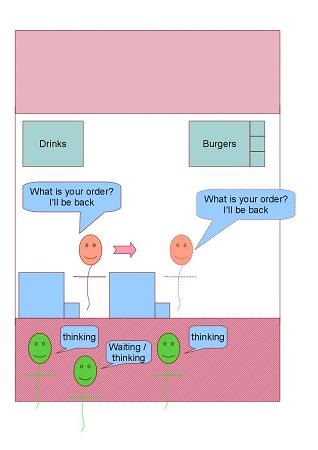 Drinks
Burgers
What is your order?
I'll be back
What is your order?
I'll be back
thinking
Waiting /
thinking
thinking